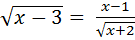 √(x − 3) = (x−1)/√(x+2)